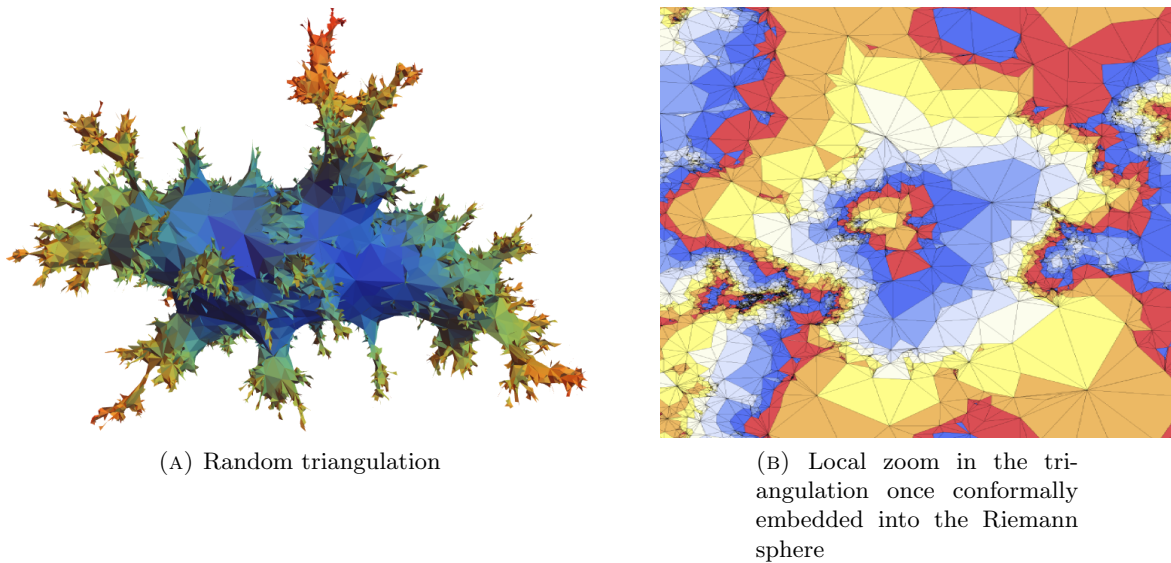 (A) Random triangulation
(B) Local zoom in the tri-
angulation once conformally
embedded into the Riemann
sphere